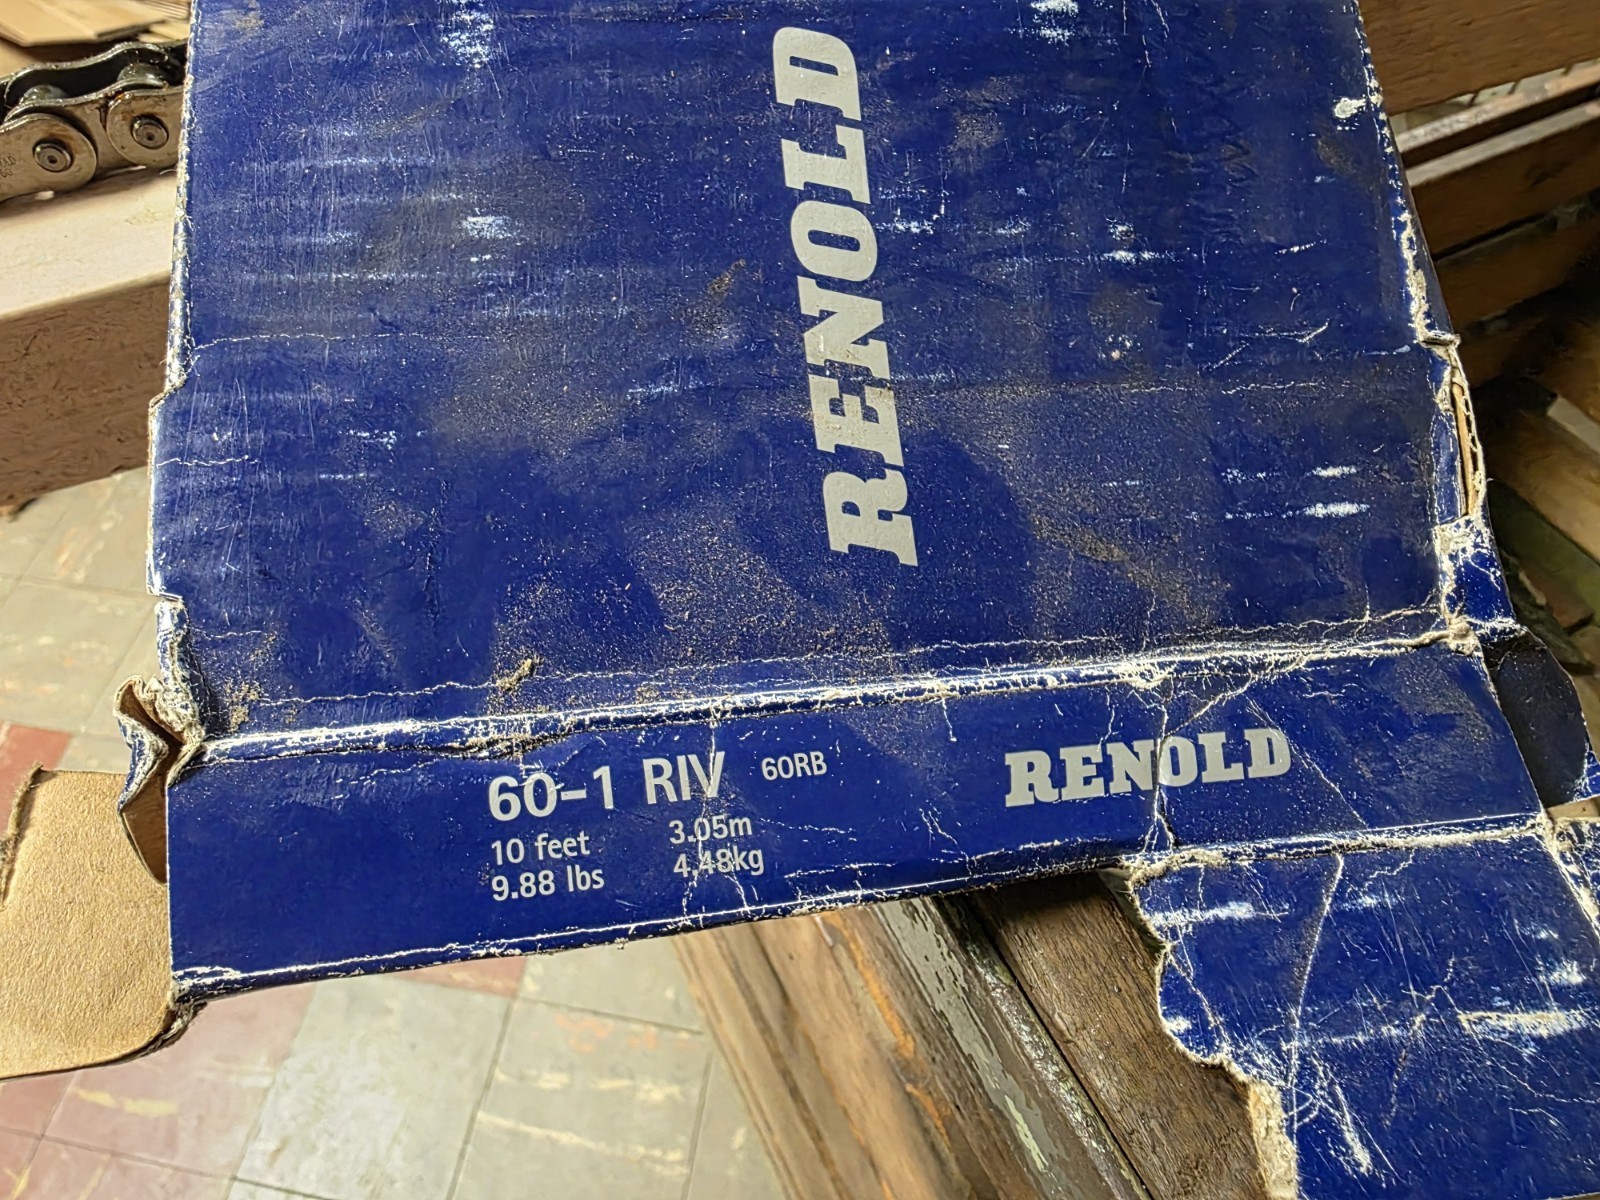 RENOLD
60-1 RIV 60RB
10 feet 3.05m
9.88 lbs 4.48kg
RENOLD